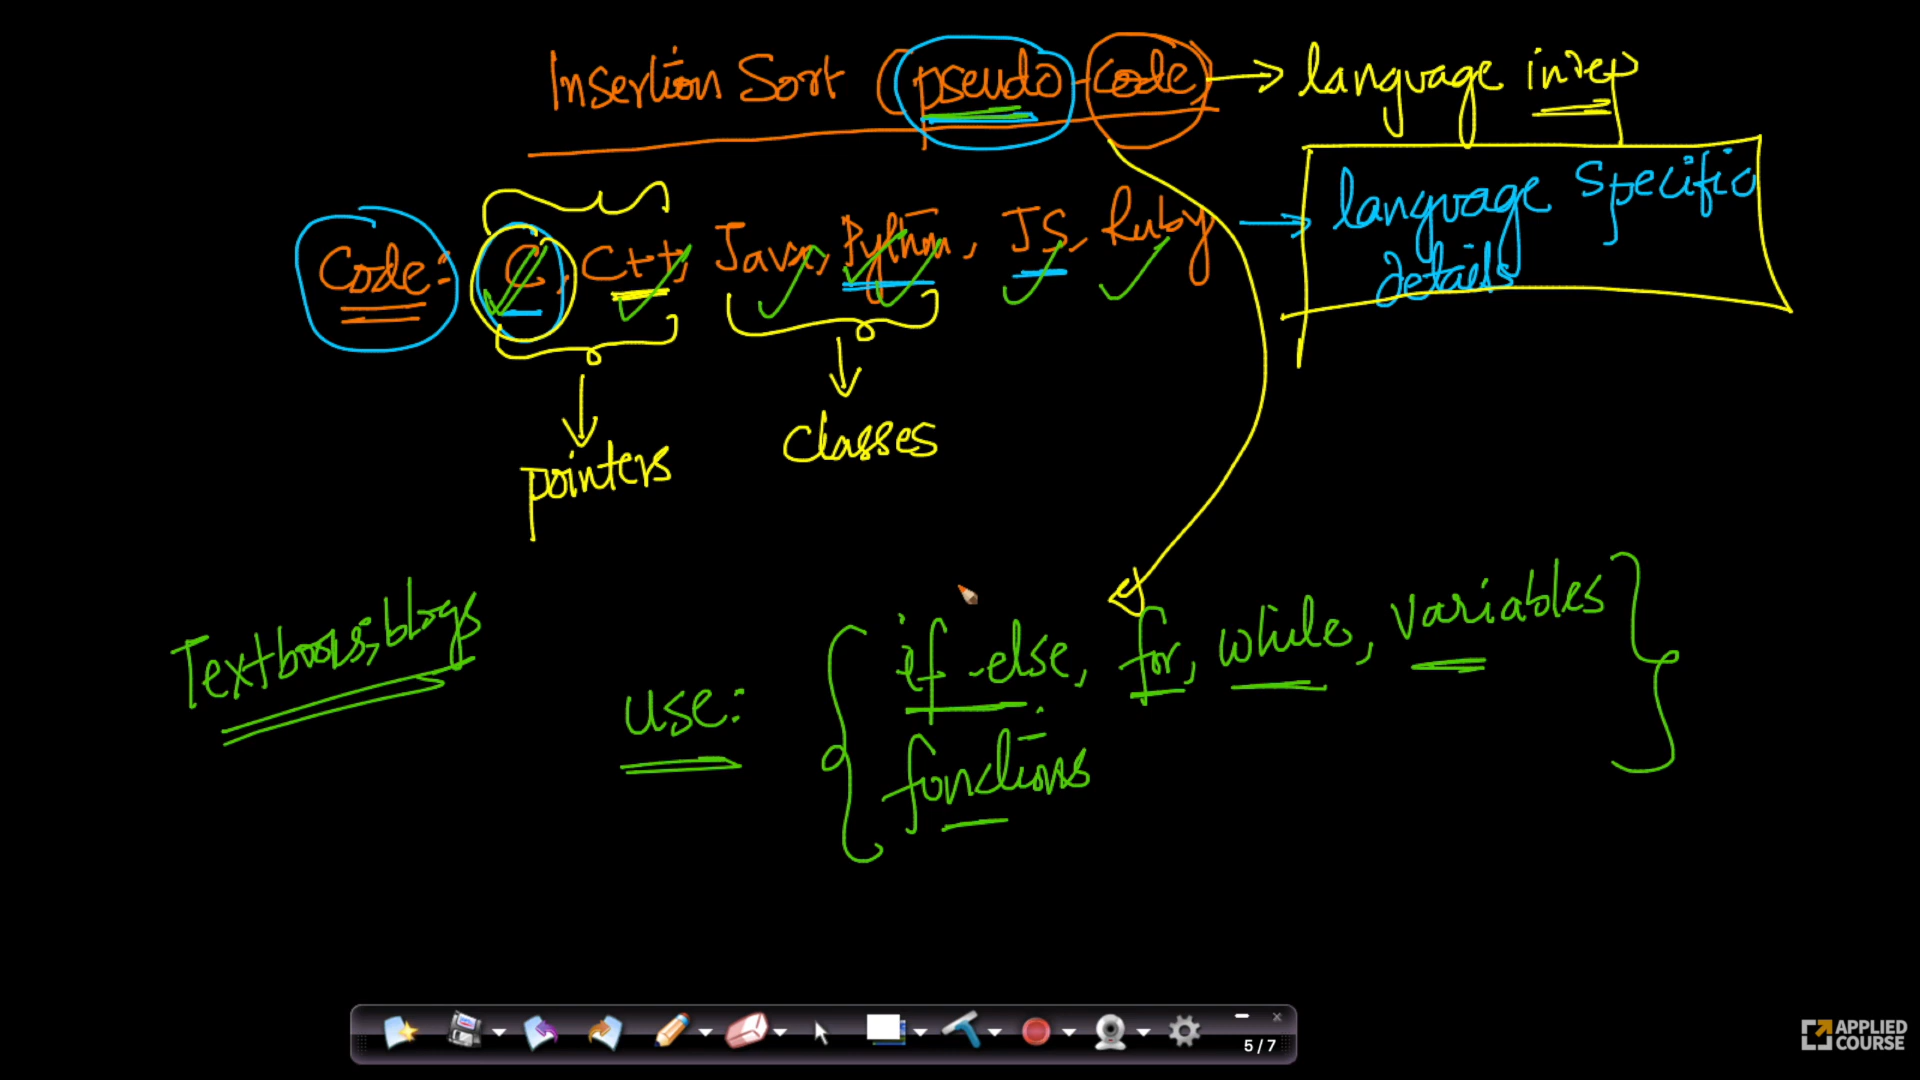 Insertion Sort (pseudo-code) → language indep
language specific
details
Code: C, C++, Java, Python, JS, Ruby →
pointers
classes
Textbooks, blogs
use:
if-else, for, while, variables
functions
5/7
APPLIED
COURSE